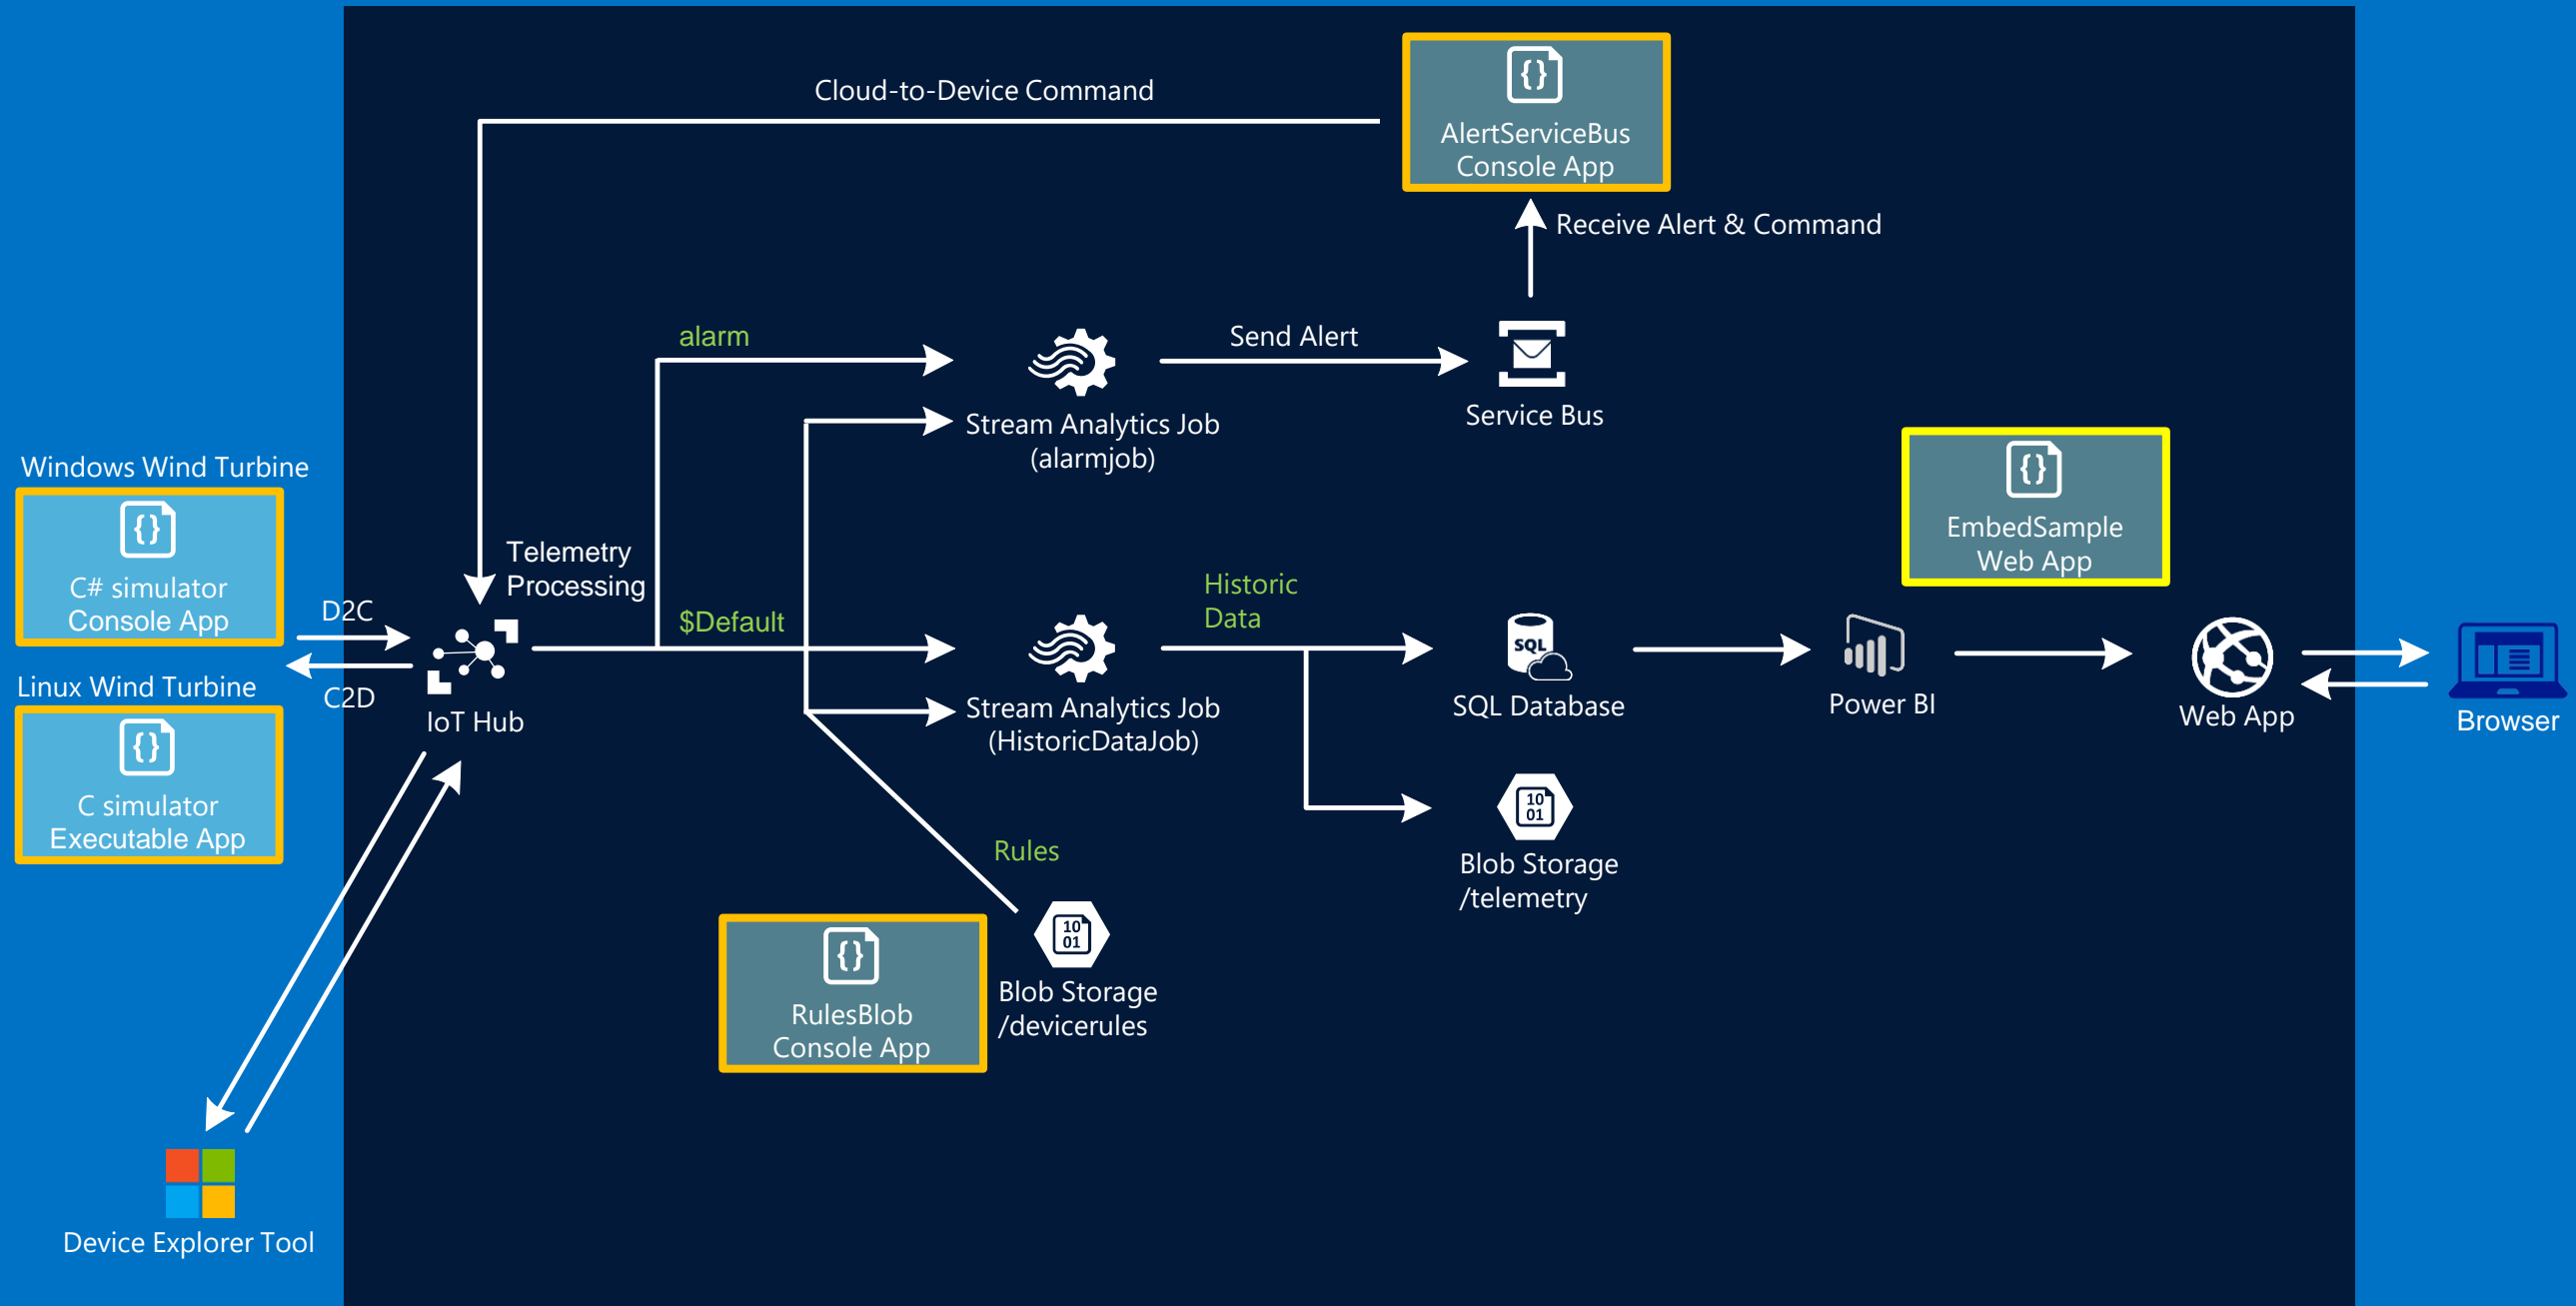 Cloud-to-Device Command
{}
AlertServiceBus
Console App
Receive Alert & Command
alarm
Send Alert
Stream Analytics Job
(alarmjob)
Service Bus
Windows Wind Turbine
{}
C# simulator
Console App
D2C
C2D
Linux Wind Turbine
{}
C simulator
Executable App
IoT Hub
Telemetry
Processing
$Default
Stream Analytics Job
(HistoricDataJob)
Historic
Data
SQL
SQL Database
Power BI
{}
EmbedSample
Web App
Web App
Browser
10
01
Blob Storage
/telemetry
Rules
{}
RulesBlob
Console App
10
01
Blob Storage
/devicerules
Device Explorer Tool